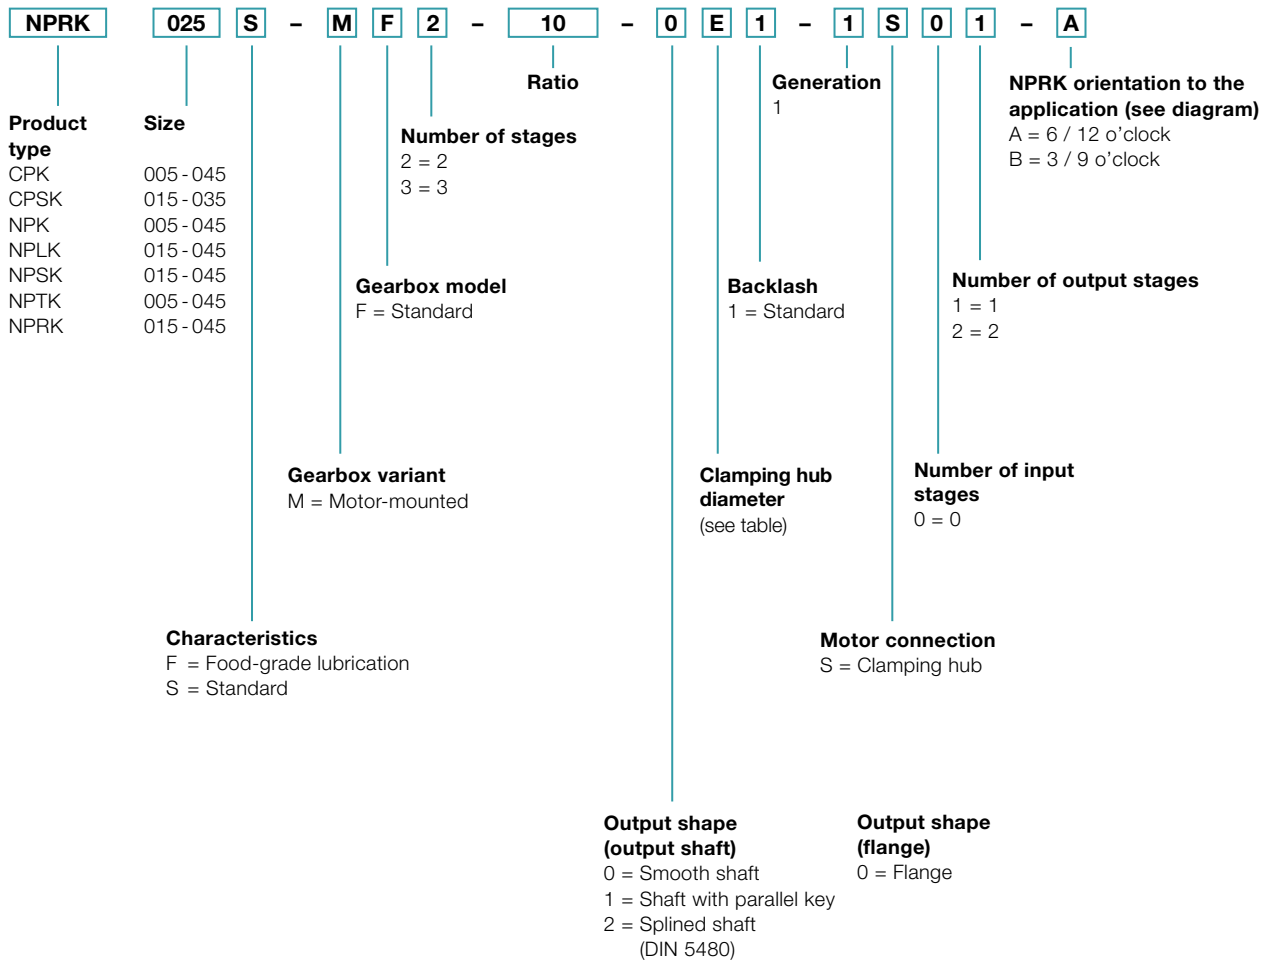 NPRK 025 S – M F 2 – 10 – 0 E 1 – 1 S 0 1 – A
Product
type
CPK
CPSK
NPK
NPLK
NPSK
NPTK
NPRK
Size
005 - 045
015 - 035
005 - 045
015 - 045
015 - 045
005 - 045
015 - 045
Characteristics
F = Food-grade lubrication
S = Standard
Gearbox variant
M = Motor-mounted
Gearbox model
F = Standard
Number of stages
2 = 2
3 = 3
Ratio
Output shape
(output shaft)
0 = Smooth shaft
1 = Shaft with parallel key
2 = Splined shaft
(DIN 5480)
Output shape
(flange)
0 = Flange
Clamping hub
diameter
(see table)
Backlash
1 = Standard
Generation
1
Motor connection
S = Clamping hub
Number of input
stages
0 = 0
Number of output stages
1 = 1
2 = 2
NPRK orientation to the
application (see diagram)
A = 6 / 12 o’clock
B = 3 / 9 o’clock